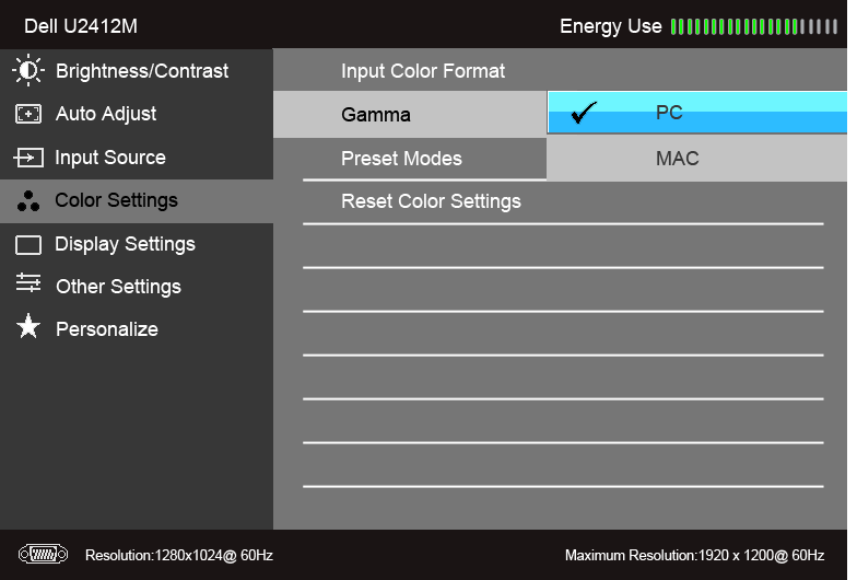 Dell U2412M Energy Use
Brightness/Contrast Input Color Format
Auto Adjust Gamma PC
Input Source Preset Modes MAC
Color Settings Reset Color Settings
Display Settings
Other Settings
Personalize
Resolution:1280x1024@ 60Hz Maximum Resolution:1920 x 1200@ 60Hz